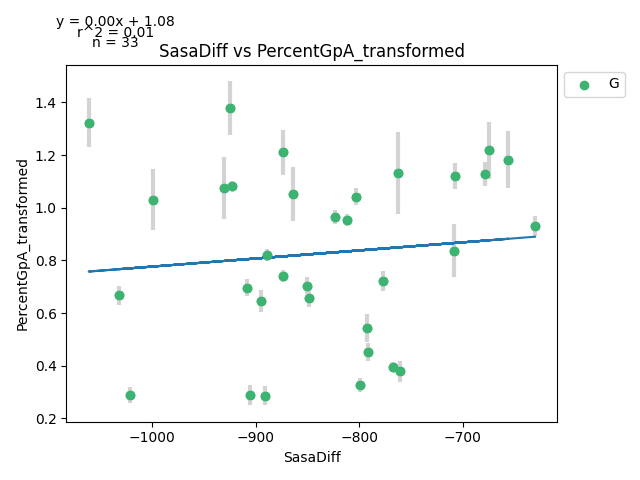 y = 0.00x + 1.08
r^2 = 0.01
n = 33
SasaDiff vs PercentGpA_transformed
G
PercentGpA_transformed
1.4
1.2
1.0
0.8
0.6
0.4
0.2
−1000
−900
−800
−700
SasaDiff